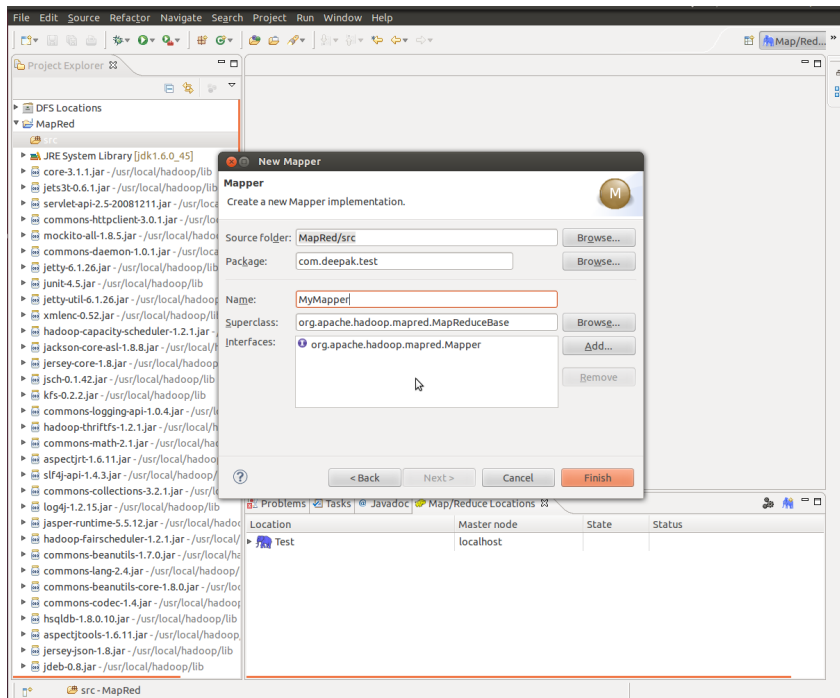 File Edit Source Refactor Navigate Search Project Run Window Help
Map/Red... »
Project Explorer
DFS Locations
MapRed
src
JRE System Library [jdk1.6.0_45]
core-3.1.1.jar - /usr/local/hadoop/lib
jets3t-0.6.1.jar - /usr/local/hadoop/lib
servlet-api-2.5-20081211.jar - /usr/loca
commons-httpclient-3.0.1.jar - /usr/lo
mockito-all-1.8.5.jar - /usr/local/hadoo
commons-daemon-1.0.1.jar - /usr/loca
jetty-6.1.26.jar - /usr/local/hadoop/lib
junit-4.5.jar - /usr/local/hadoop/lib
jetty-util-6.1.26.jar - /usr/local/hadoop
xmlenc-0.52.jar - /usr/local/hadoop/li
hadoop-capacity-scheduler-1.2.1.jar -
jackson-core-asl-1.8.8.jar - /usr/local/h
jersey-core-1.8.jar - /usr/local/hadoop
jsch-0.1.42.jar - /usr/local/hadoop/lib
kfs-0.2.2.jar - /usr/local/hadoop/lib
commons-logging-api-1.0.4.jar - /usr/l
hadoop-thriftfs-1.2.1.jar - /usr/local/h
commons-math-2.1.jar - /usr/local/had
aspectjrt-1.6.11.jar - /usr/local/hadoop
slf4j-api-1.4.3.jar - /usr/local/hadoop/
commons-collections-3.2.1.jar - /usr/l
log4j-1.2.15.jar - /usr/local/hadoop/lib
jasper-runtime-5.5.12.jar - /usr/local/hadoo
hadoop-fairscheduler-1.2.1.jar - /usr/local/
commons-beanutils-1.7.0.jar - /usr/local/ha
commons-lang-2.4.jar - /usr/local/hadoop/
commons-beanutils-core-1.8.0.jar - /usr/loc
commons-codec-1.4.jar - /usr/local/hadoop
hsqldb-1.8.0.10.jar - /usr/local/hadoop/lib
aspectjtools-1.6.11.jar - /usr/local/hadoop
jersey-json-1.8.jar - /usr/local/hadoop/lib
jdeb-0.8.jar - /usr/local/hadoop/lib
New Mapper
Mapper
Create a new Mapper implementation.
M
Source folder: MapRed/src Browse...
Package: com.deepak.test Browse...
Name: MyMapper
Superclass: org.apache.hadoop.mapred.MapReduceBase Browse...
Interfaces: org.apache.hadoop.mapred.Mapper Add...
Remove
? < Back Next > Cancel Finish
Problems Tasks @ Javadoc Map/Reduce Locations
Location Master node State Status
Test localhost
src - MapRed